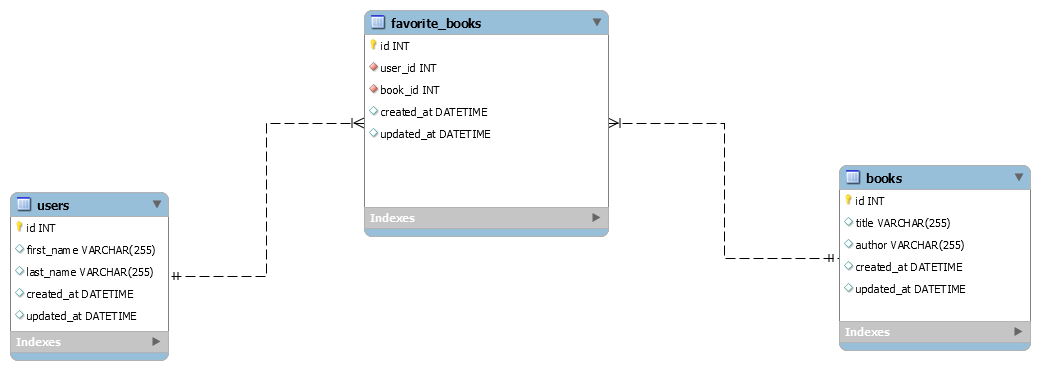 favorite_books
id INT
user_id INT
book_id INT
created_at DATETIME
updated_at DATETIME
Indexes
users
id INT
first_name VARCHAR(255)
last_name VARCHAR(255)
created_at DATETIME
updated_at DATETIME
Indexes
books
id INT
title VARCHAR(255)
author VARCHAR(255)
created_at DATETIME
updated_at DATETIME
Indexes